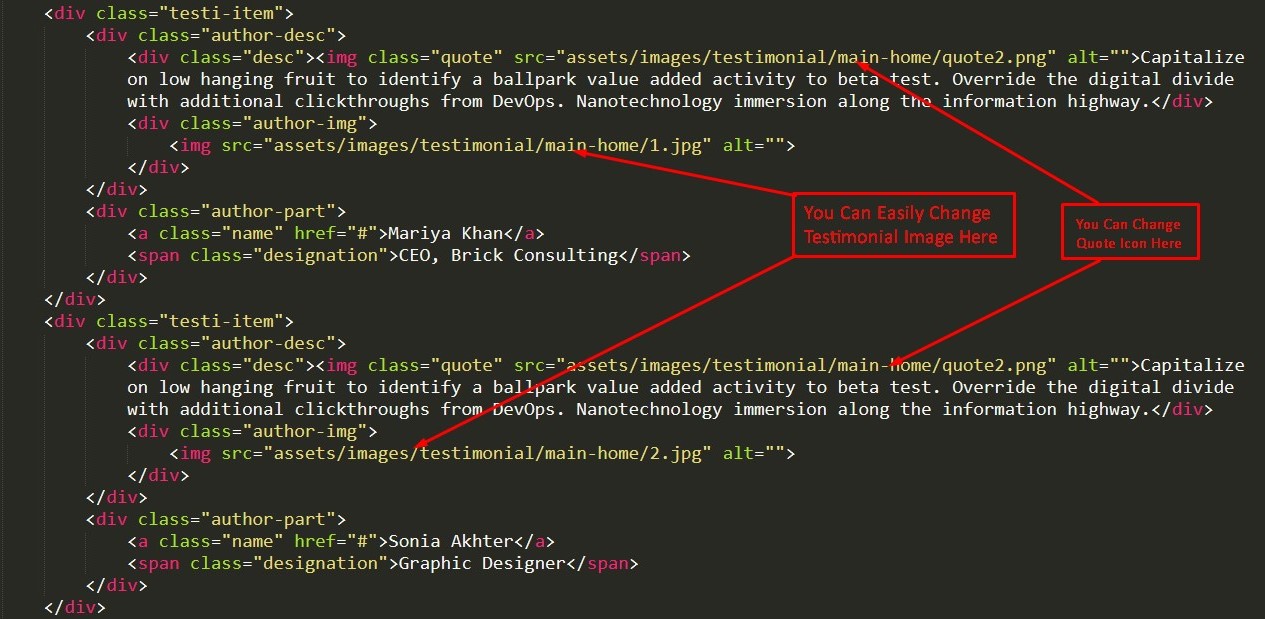 <div class="testi-item">
<div class="author-desc">
<div class="desc"><img class="quote" src="assets/images/testimonial/main-home/quote2.png" alt="">Capitalize
on low hanging fruit to identify a ballpark value added activity to beta test. Override the digital divide
with additional clickthroughs from DevOps. Nanotechnology immersion along the information highway.</div>
<div class="author-img">
<img src="assets/images/testimonial/main-home/1.jpg" alt="">
</div>
</div>
<div class="author-part">
<a class="name" href="#">Mariya Khan</a>
<span class="designation">CEO, Brick Consulting</span>
</div>
</div>
You Can Easily Change
Testimonial Image Here
You Can Change
Quote Icon Here
<div class="testi-item">
<div class="author-desc">
<div class="desc"><img class="quote" src="assets/images/testimonial/main-home/quote2.png" alt="">Capitalize
on low hanging fruit to identify a ballpark value added activity to beta test. Override the digital divide
with additional clickthroughs from DevOps. Nanotechnology immersion along the information highway.</div>
<div class="author-img">
<img src="assets/images/testimonial/main-home/2.jpg" alt="">
</div>
</div>
<div class="author-part">
<a class="name" href="#">Sonia Akhter</a>
<span class="designation">Graphic Designer</span>
</div>
</div>